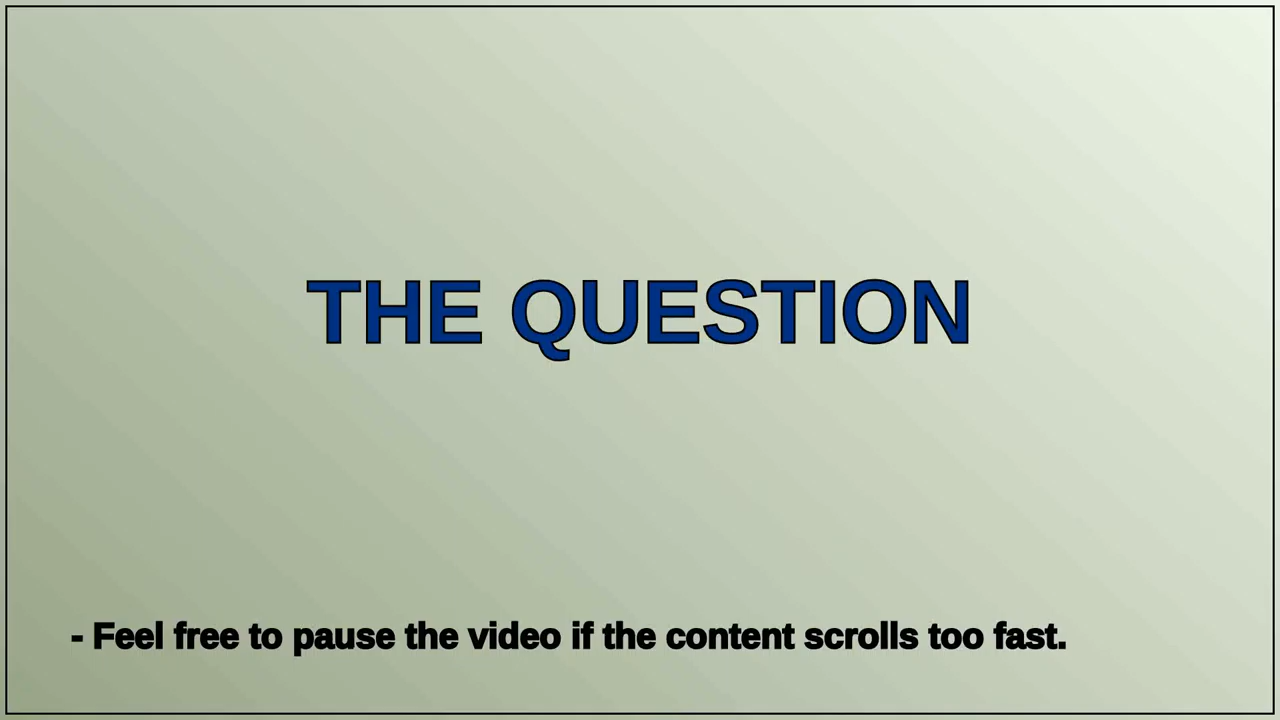 THE QUESTION
- Feel free to pause the video if the content scrolls too fast.